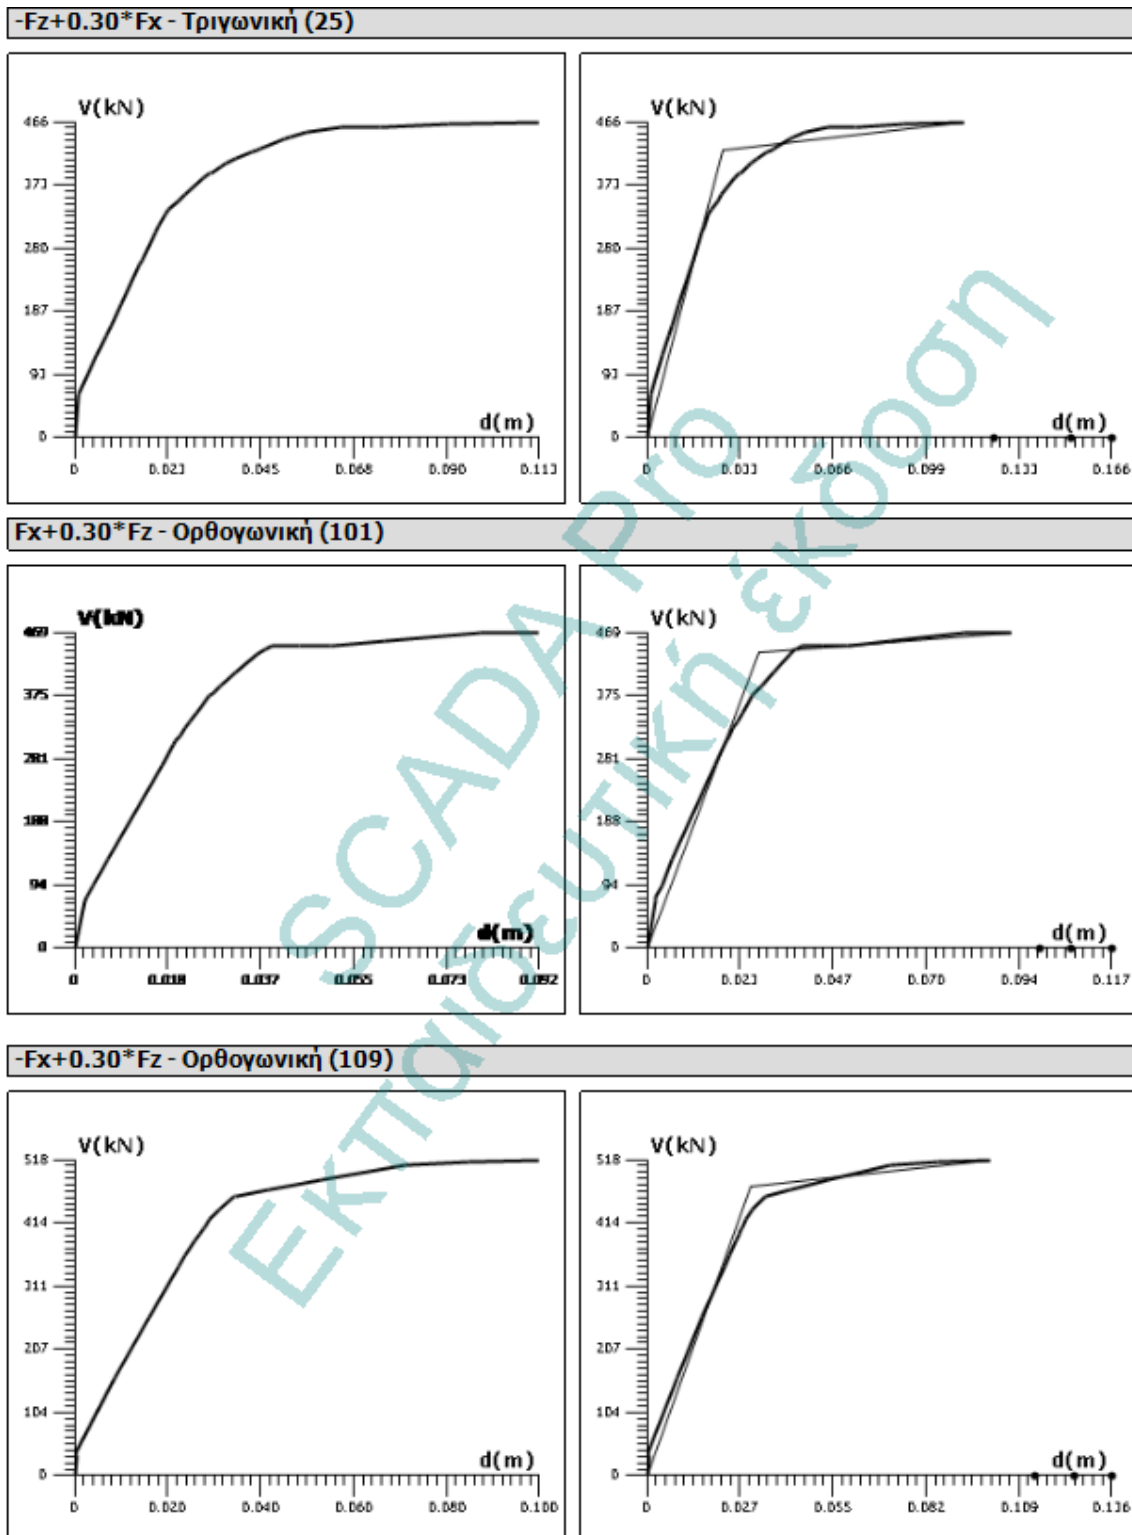 -Fz+0.30*Fx - Τριγωνική (25)
V(kN)
466
373
280
187
93
0
d(m)
0 0.023 0.045 0.068 0.090 0.113
V(kN)
466
373
280
187
93
0
d(m)
0 0.033 0.066 0.099 0.133 0.166
Fx+0.30*Fz - Ορθογωνική (101)
V(kN)
469
375
281
188
94
0
d(m)
0 0.018 0.037 0.055 0.073 0.092
V(kN)
469
375
281
188
94
0
d(m)
0 0.023 0.047 0.070 0.094 0.117
-Fx+0.30*Fz - Ορθογωνική (109)
V(kN)
518
414
311
207
104
0
d(m)
0 0.020 0.040 0.060 0.080 0.100
V(kN)
518
414
311
207
104
0
d(m)
0 0.027 0.055 0.082 0.109 0.136
SCADA Pro
Εκπαιδευτική έκδοση